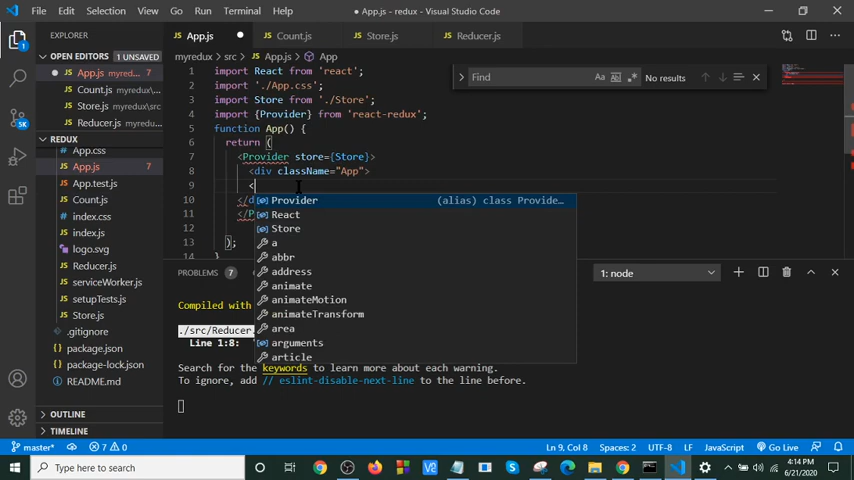 File Edit Selection View Go Run Terminal Help
● App.js - redux - Visual Studio Code
EXPLORER
OPEN EDITORS 1 UNSAVED
● App.js myredux\... 7
Count.js myredux\...
Store.js myredux\src
Reducer.js myredux\...
REDUX
App.css
App.js 7
App.test.js
Count.js
index.css
index.js
logo.svg
Reducer.js
serviceWorker.js
setupTests.js
Store.js
.gitignore
package.json
package-lock.json
README.md
OUTLINE
TIMELINE
App.js ● Count.js Store.js Reducer.js
myredux > src > App.js > App
Find Aa No results
1 import React from 'react';
2 import './App.css';
3 import Store from './Store';
4 import {Provider} from 'react-redux';
5 function App() {
6 return (
7 <Provider store={Store}>
8 <div className="App">
9 <
10 </d
11 </P
12
13 );
14 }
Provider (alias) class Provide…
React
Store
a
abbr
address
animate
animateMotion
animateTransform
area
arguments
article
PROBLEMS 7
1: node
Compiled with
./src/Reducer.
Line 1:8:
Search for the keywords to learn more about each warning.
To ignore, add // eslint-disable-next-line to the line before.
master* 7 0
Ln 9, Col 8 Spaces: 2 UTF-8 LF JavaScript Go Live
Type here to search
4:14 PM
6/21/2020